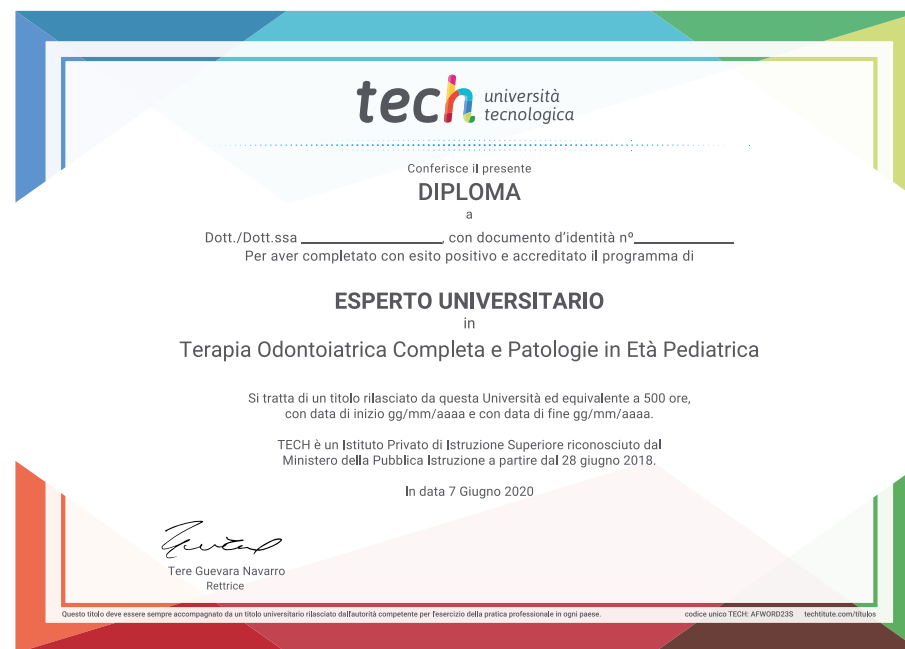 tech università
tecnologica
Conferisce il presente
DIPLOMA
a
Dott./Dott.ssa ____________________, con documento d'identità nº______________
Per aver completato con esito positivo e accreditato il programma di
ESPERTO UNIVERSITARIO
in
Terapia Odontoiatrica Completa e Patologie in Età Pediatrica
Si tratta di un titolo rilasciato da questa Università ed equivalente a 500 ore,
con data di inizio gg/mm/aaaa e con data di fine gg/mm/aaaa.
TECH è un Istituto Privato di Istruzione Superiore riconosciuto dal
Ministero della Pubblica Istruzione a partire dal 28 giugno 2018.
In data 7 Giugno 2020
Tere Guevara Navarro
Rettrice
Questo titolo deve essere sempre accompagnato da un titolo universitario rilasciato dall'autorità competente per l'esercizio della pratica professionale in ogni paese.
codice unico TECH: AFWORD23S techtitute.com/titulos